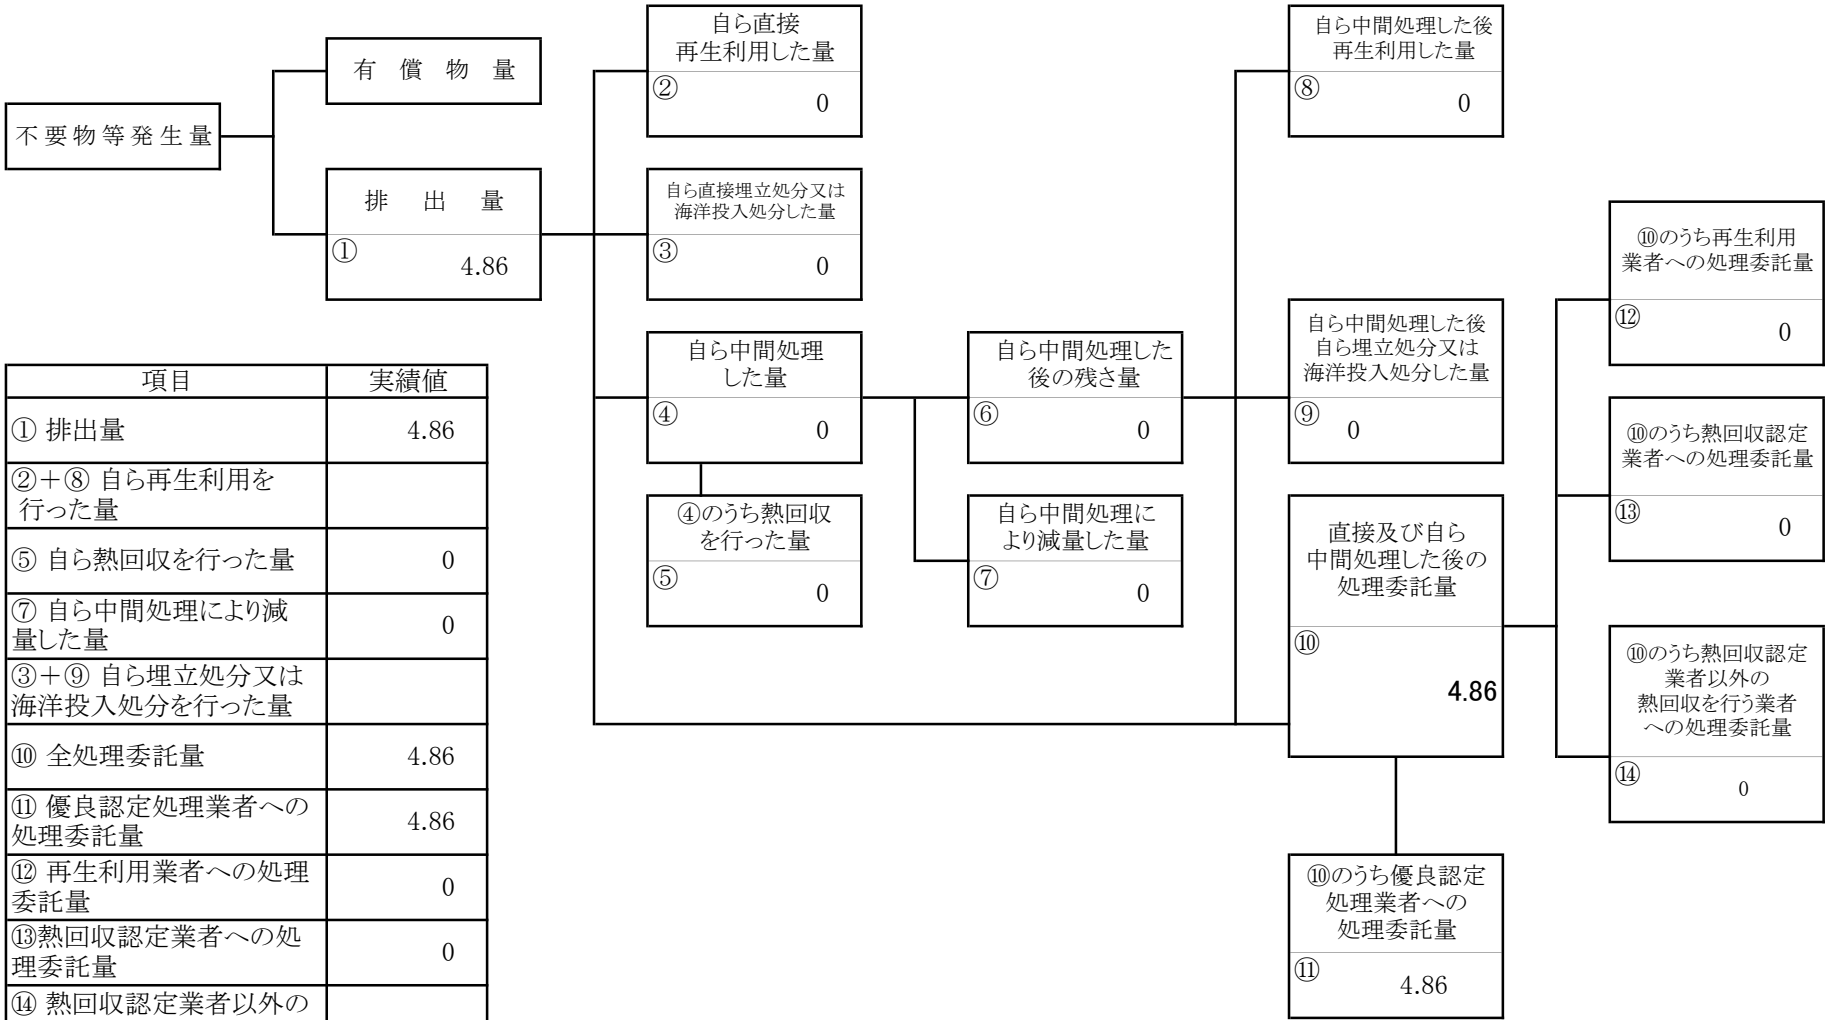 不要物等発生量
有 償 物 量
排 出 量
①
4.86
自ら直接
再生利用した量
②
0
自ら直接埋立処分又は
海洋投入処分した量
③
0
自ら中間処理
した量
④
0
④のうち熱回収
を行った量
⑤
0
自ら中間処理した
後の残さ量
⑥
0
自ら中間処理に
より減量した量
⑦
0
自ら中間処理した後
再生利用した量
⑧
0
自ら中間処理した後
自ら埋立処分又は
海洋投入処分した量
⑨
0
直接及び自ら
中間処理した後の
処理委託量
⑩
4.86
⑩のうち優良認定
処理業者への
処理委託量
⑪
4.86
⑩のうち再生利用
業者への処理委託量
⑫
0
⑩のうち熱回収認定
業者への処理委託量
⑬
0
⑩のうち熱回収認定
業者以外の
熱回収を行う業者
への処理委託量
⑭
0
項目 実績値
① 排出量 4.86
②＋⑧ 自ら再生利用を
行った量
⑤ 自ら熱回収を行った量 0
⑦ 自ら中間処理により減
量した量 0
③＋⑨ 自ら埋立処分又は
海洋投入処分を行った量
⑩ 全処理委託量 4.86
⑪ 優良認定処理業者への
処理委託量 4.86
⑫ 再生利用業者への処理
委託量 0
⑬熱回収認定業者への処
理委託量 0
⑭ 熱回収認定業者以外の